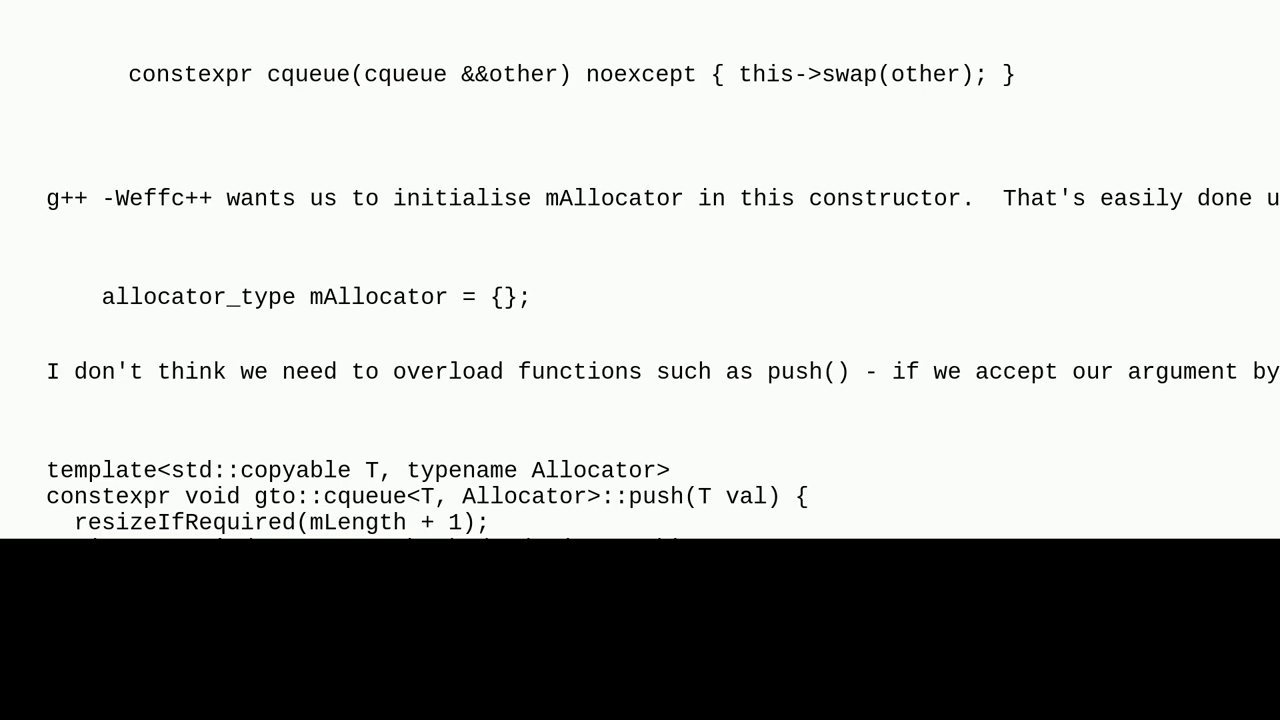 constexpr cqueue(cqueue &&other) noexcept { this->swap(other); }
g++ -Weffc++ wants us to initialise mAllocator in this constructor.  That's easily done u
allocator_type mAllocator = {};
I don't think we need to overload functions such as push() - if we accept our argument by
template<std::copyable T, typename Allocator>
constexpr void gto::cqueue<T, Allocator>::push(T val) {
  resizeIfRequired(mLength + 1);